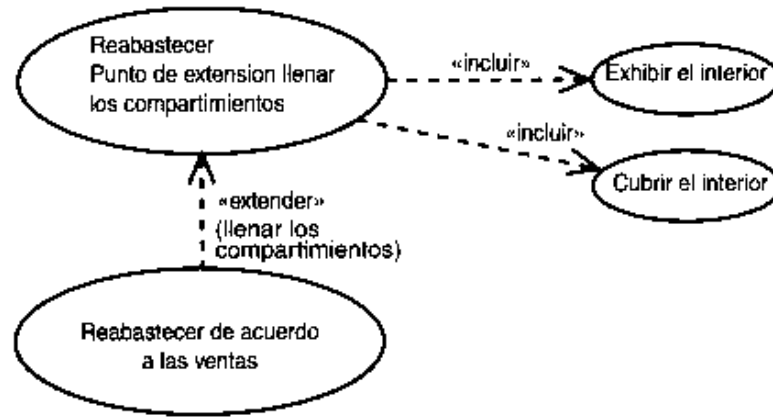 Reabastecer
Punto de extension llenar
los compartimientos
«incluir»
Exhibir el interior
«incluir»
Cubrir el interior
«extender»
(llenar los
compartimientos)
Reabastecer de acuerdo
a las ventas